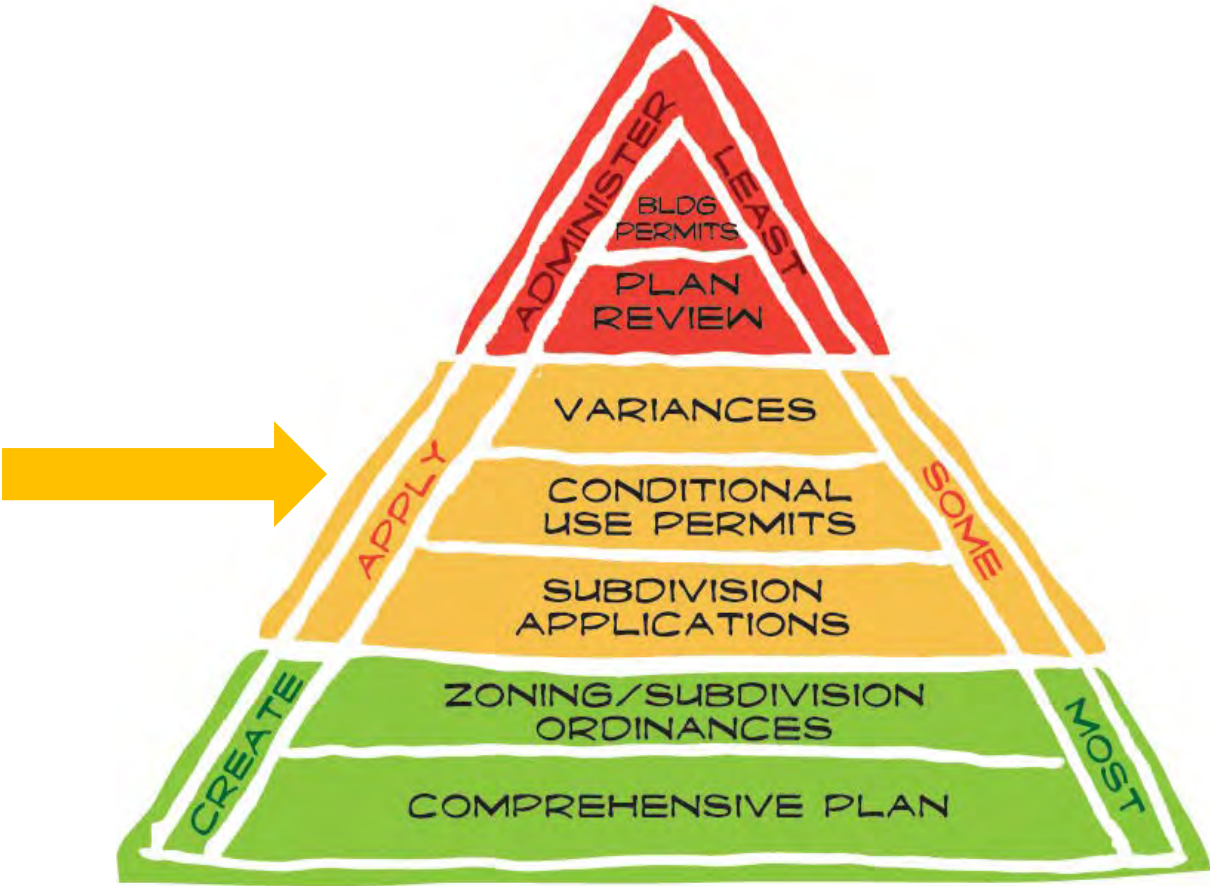 ADMINISTER
LEAST
BLDG
PERMITS
PLAN
REVIEW
APPLY
SOME
VARIANCES
CONDITIONAL
USE PERMITS
SUBDIVISION
APPLICATIONS
CREATE
MOST
ZONING/SUBDIVISION
ORDINANCES
COMPREHENSIVE PLAN